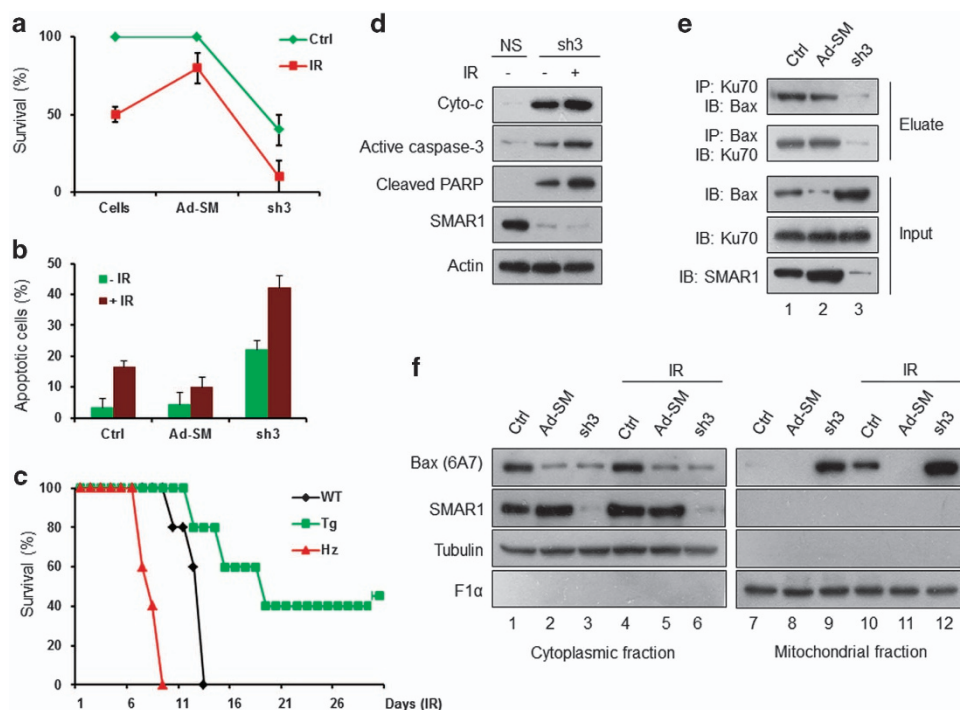 a
100
50
0
Survival (%)
Ctrl
IR
Cells Ad-SM sh3
b
50
40
30
20
10
0
Apoptotic cells (%)
- IR
+ IR
Ctrl Ad-SM sh3
c
100
80
60
40
20
0
Survival (%)
WT
Tg
Hz
1 6 11 16 21 26 Days (IR)
d
NS sh3
IR - - +
Cyto-c
Active caspase-3
Cleaved PARP
SMAR1
Actin
e
Ctrl Ad-SM sh3
IP: Ku70
IB: Bax
IP: Bax
IB: Ku70
Eluate
IB: Bax
IB: Ku70
IB: SMAR1
Input
1 2 3
f
IR IR
Ctrl Ad-SM sh3 Ctrl Ad-SM sh3 Ctrl Ad-SM sh3 Ctrl Ad-SM sh3
Bax (6A7)
SMAR1
Tubulin
F1α
1 2 3 4 5 6 7 8 9 10 11 12
Cytoplasmic fraction Mitochondrial fraction